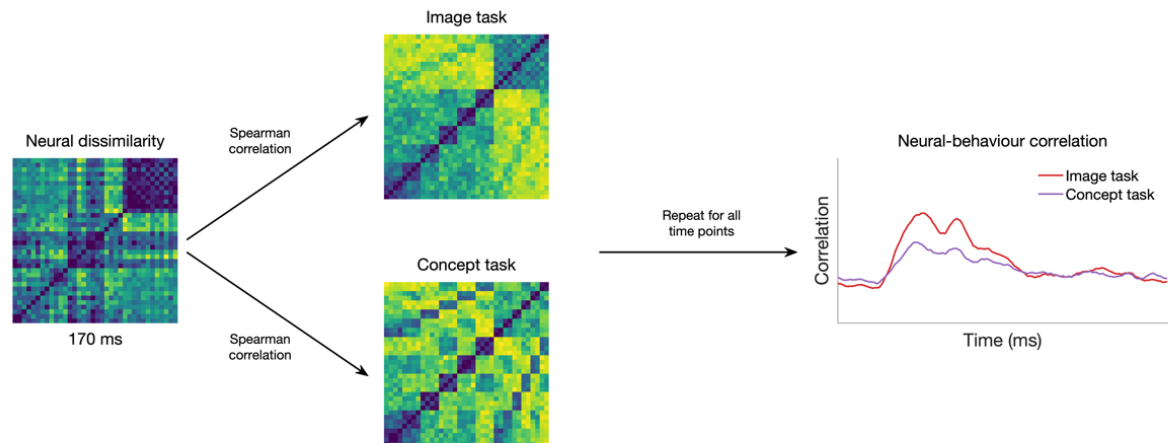 Image task
Neural dissimilarity
Spearman
correlation
170 ms
Spearman
correlation
Concept task
Repeat for all
time points
Neural-behaviour correlation
Image task
Concept task
Correlation
Time (ms)